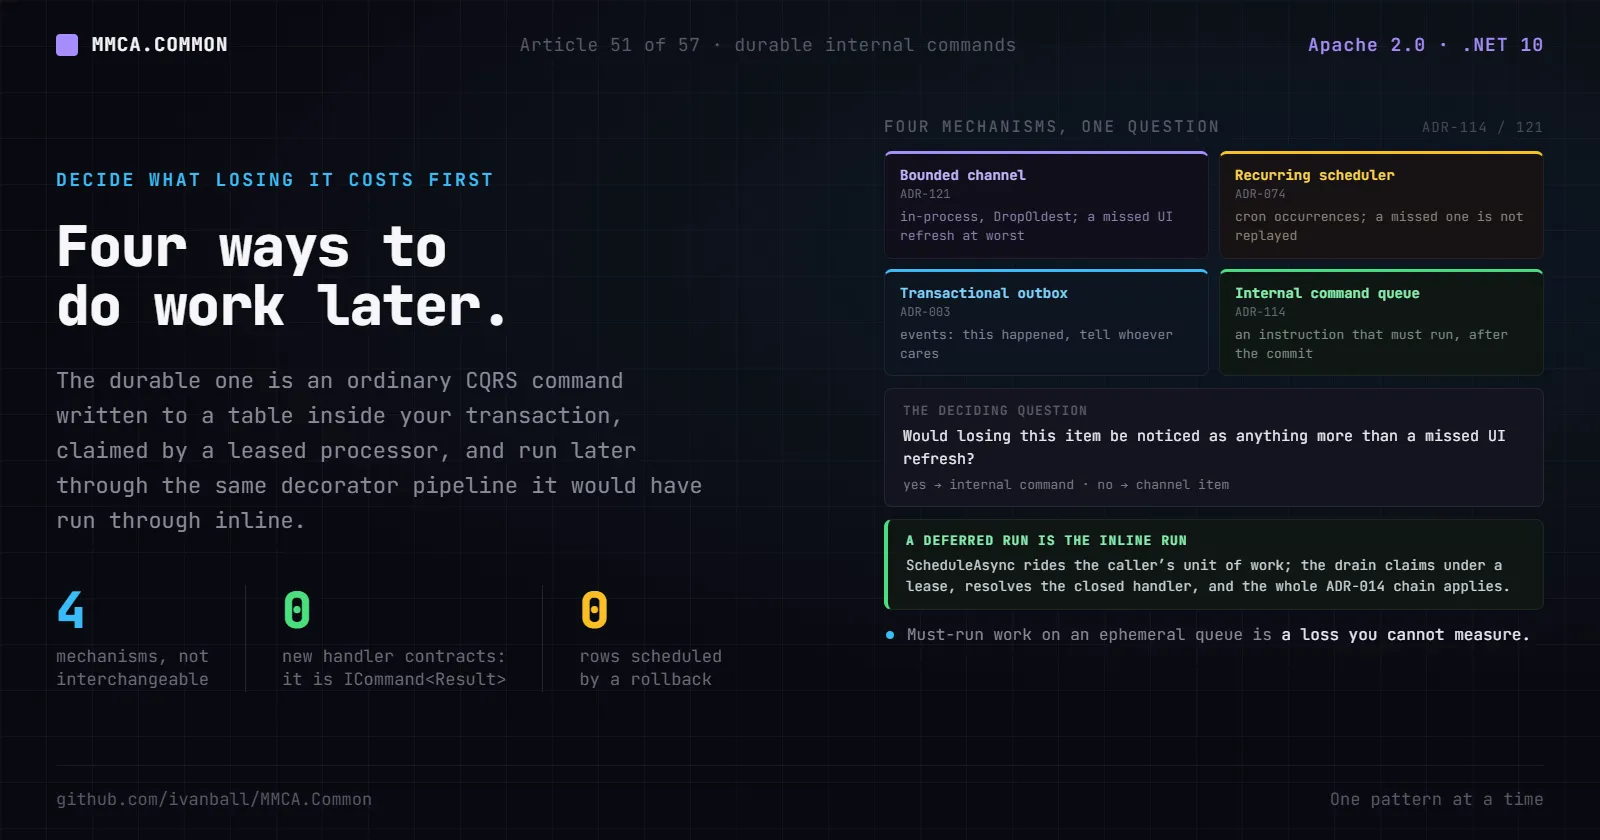 MMCA.COMMON
Article 51 of 57 · durable internal commands
Apache 2.0 · .NET 10
DECIDE WHAT LOSING IT COSTS FIRST
Four ways to
do work later.
The durable one is an ordinary CQRS command
written to a table inside your transaction,
claimed by a leased processor, and run later
through the same decorator pipeline it would have
run through inline.
4
mechanisms, not
interchangeable
0
new handler contracts:
it is ICommand<Result>
0
rows scheduled
by a rollback
FOUR MECHANISMS, ONE QUESTION
ADR-114 / 121
Bounded channel
ADR-121
in-process, DropOldest; a missed UI
refresh at worst
Recurring scheduler
ADR-074
cron occurrences; a missed one is not
replayed
Transactional outbox
ADR-003
events: this happened, tell whoever
cares
Internal command queue
ADR-114
an instruction that must run, after
the commit
THE DECIDING QUESTION
Would losing this item be noticed as anything more than a missed UI
refresh?
yes → internal command · no → channel item
A DEFERRED RUN IS THE INLINE RUN
ScheduleAsync rides the caller’s unit of work; the drain claims under a
lease, resolves the closed handler, and the whole ADR-014 chain applies.
Must-run work on an ephemeral queue is a loss you cannot measure.
github.com/ivanball/MMCA.Common
One pattern at a time